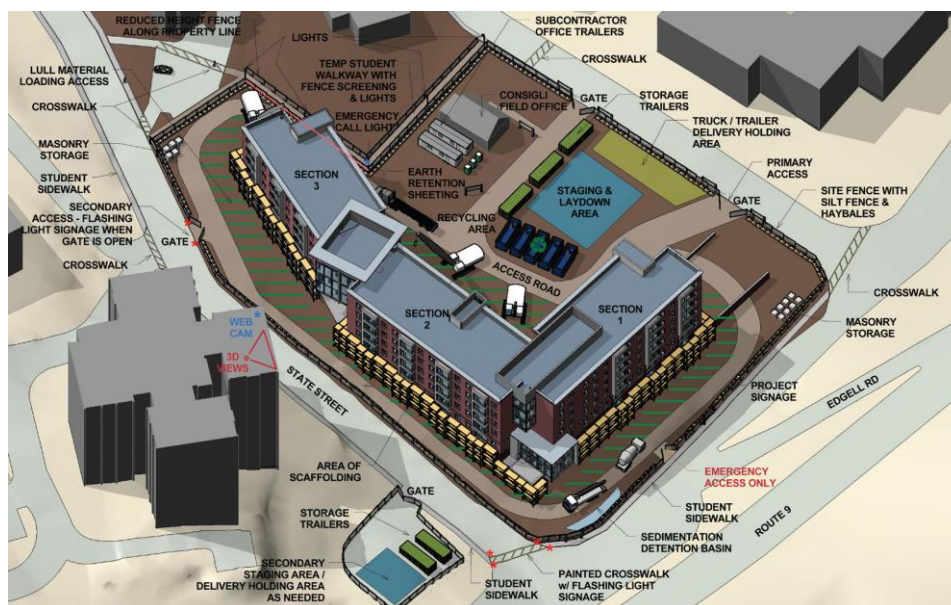 REDUCED HEIGHT FENCE
ALONG PROPERTY LINE
LIGHTS
SUBCONTRACTOR
OFFICE TRAILERS
CROSSWALK
LULL MATERIAL
LOADING ACCESS
TEMP STUDENT
WALKWAY WITH
FENCE SCREENING
& LIGHTS
CONSIGLI
FIELD OFFICE
GATE
STORAGE
TRAILERS
CROSSWALK
EMERGENCY
CALL LIGHT
TRUCK / TRAILER
DELIVERY HOLDING
AREA
MASONRY
STORAGE
SECTION
3
EARTH
RETENTION
SHEETING
STAGING &
LAYDOWN
AREA
PRIMARY
ACCESS
STUDENT
SIDEWALK
GATE
SITE FENCE WITH
SILT FENCE &
HAYBALES
SECONDARY
ACCESS - FLASHING
LIGHT SIGNAGE WHEN
GATE IS OPEN
RECYCLING
AREA
GATE
CROSSWALK
ACCESS ROAD
CROSSWALK
WEB
CAM
SECTION
2
SECTION
1
MASONRY
STORAGE
3D
VIEWS
STATE STREET
PROJECT
SIGNAGE
EDGELL RD
AREA OF
SCAFFOLDING
EMERGENCY
ACCESS ONLY
GATE
STUDENT
SIDEWALK
ROUTE 9
STORAGE
TRAILERS
SEDIMENTATION
DETENTION BASIN
SECONDARY
STAGING AREA /
DELIVERY HOLDING AREA
AS NEEDED
STUDENT
SIDEWALK
PAINTED CROSSWALK
w/ FLASHING LIGHT
SIGNAGE